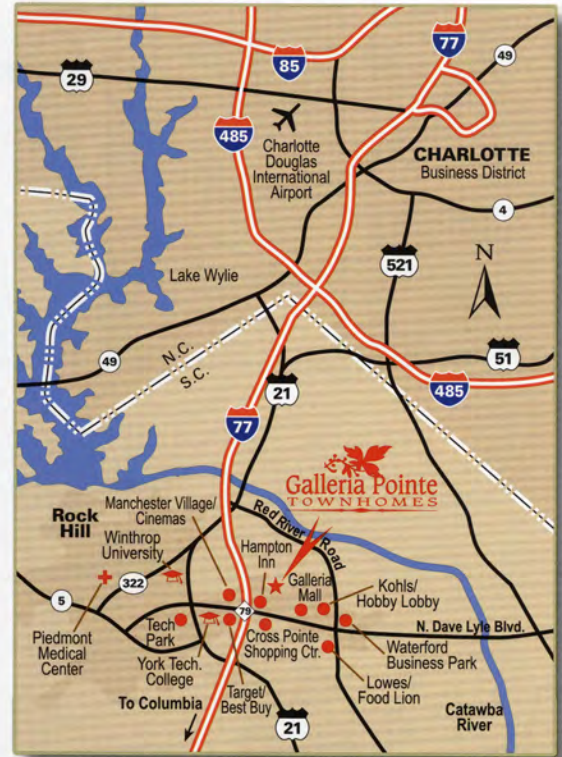 77
85
49
29
485
Charlotte
Douglas
International
Airport
CHARLOTTE
Business District
4
521
N
Lake Wylie
49
N.C.
S.C.
51
21
485
77
Galleria Pointe
TOWNHOMES
Manchester Village/
Cinemas
Red River Road
Rock
Hill
Winthrop
University
Hampton
Inn
Galleria
Mall
Kohls/
Hobby Lobby
322
5
79
N. Dave Lyle Blvd.
Piedmont
Medical
Center
Tech
Park
York Tech.
College
Cross Pointe
Shopping Ctr.
Waterford
Business Park
Target/
Best Buy
Lowes/
Food Lion
To Columbia
21
Catawba
River